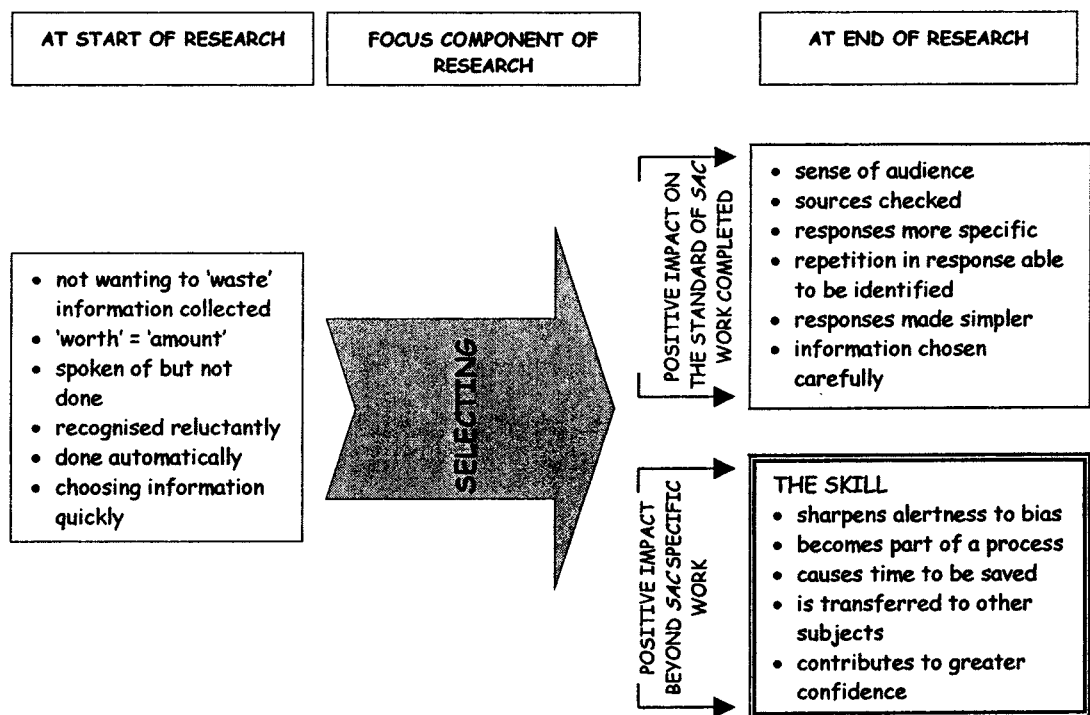 AT START OF RESEARCH
FOCUS COMPONENT OF
RESEARCH
AT END OF RESEARCH
• not wanting to 'waste'
information collected
• 'worth' = 'amount'
• spoken of but not
done
• recognised reluctantly
• done automatically
• choosing information
quickly
SELECTING
POSITIVE IMPACT ON
THE STANDARD OF SAC
WORK COMPLETED
• sense of audience
• sources checked
• responses more specific
• repetition in response able
to be identified
• responses made simpler
• information chosen
carefully
POSITIVE IMPACT
BEYOND SAC SPECIFIC
WORK
THE SKILL
• sharpens alertness to bias
• becomes part of a process
• causes time to be saved
• is transferred to other
subjects
• contributes to greater
confidence